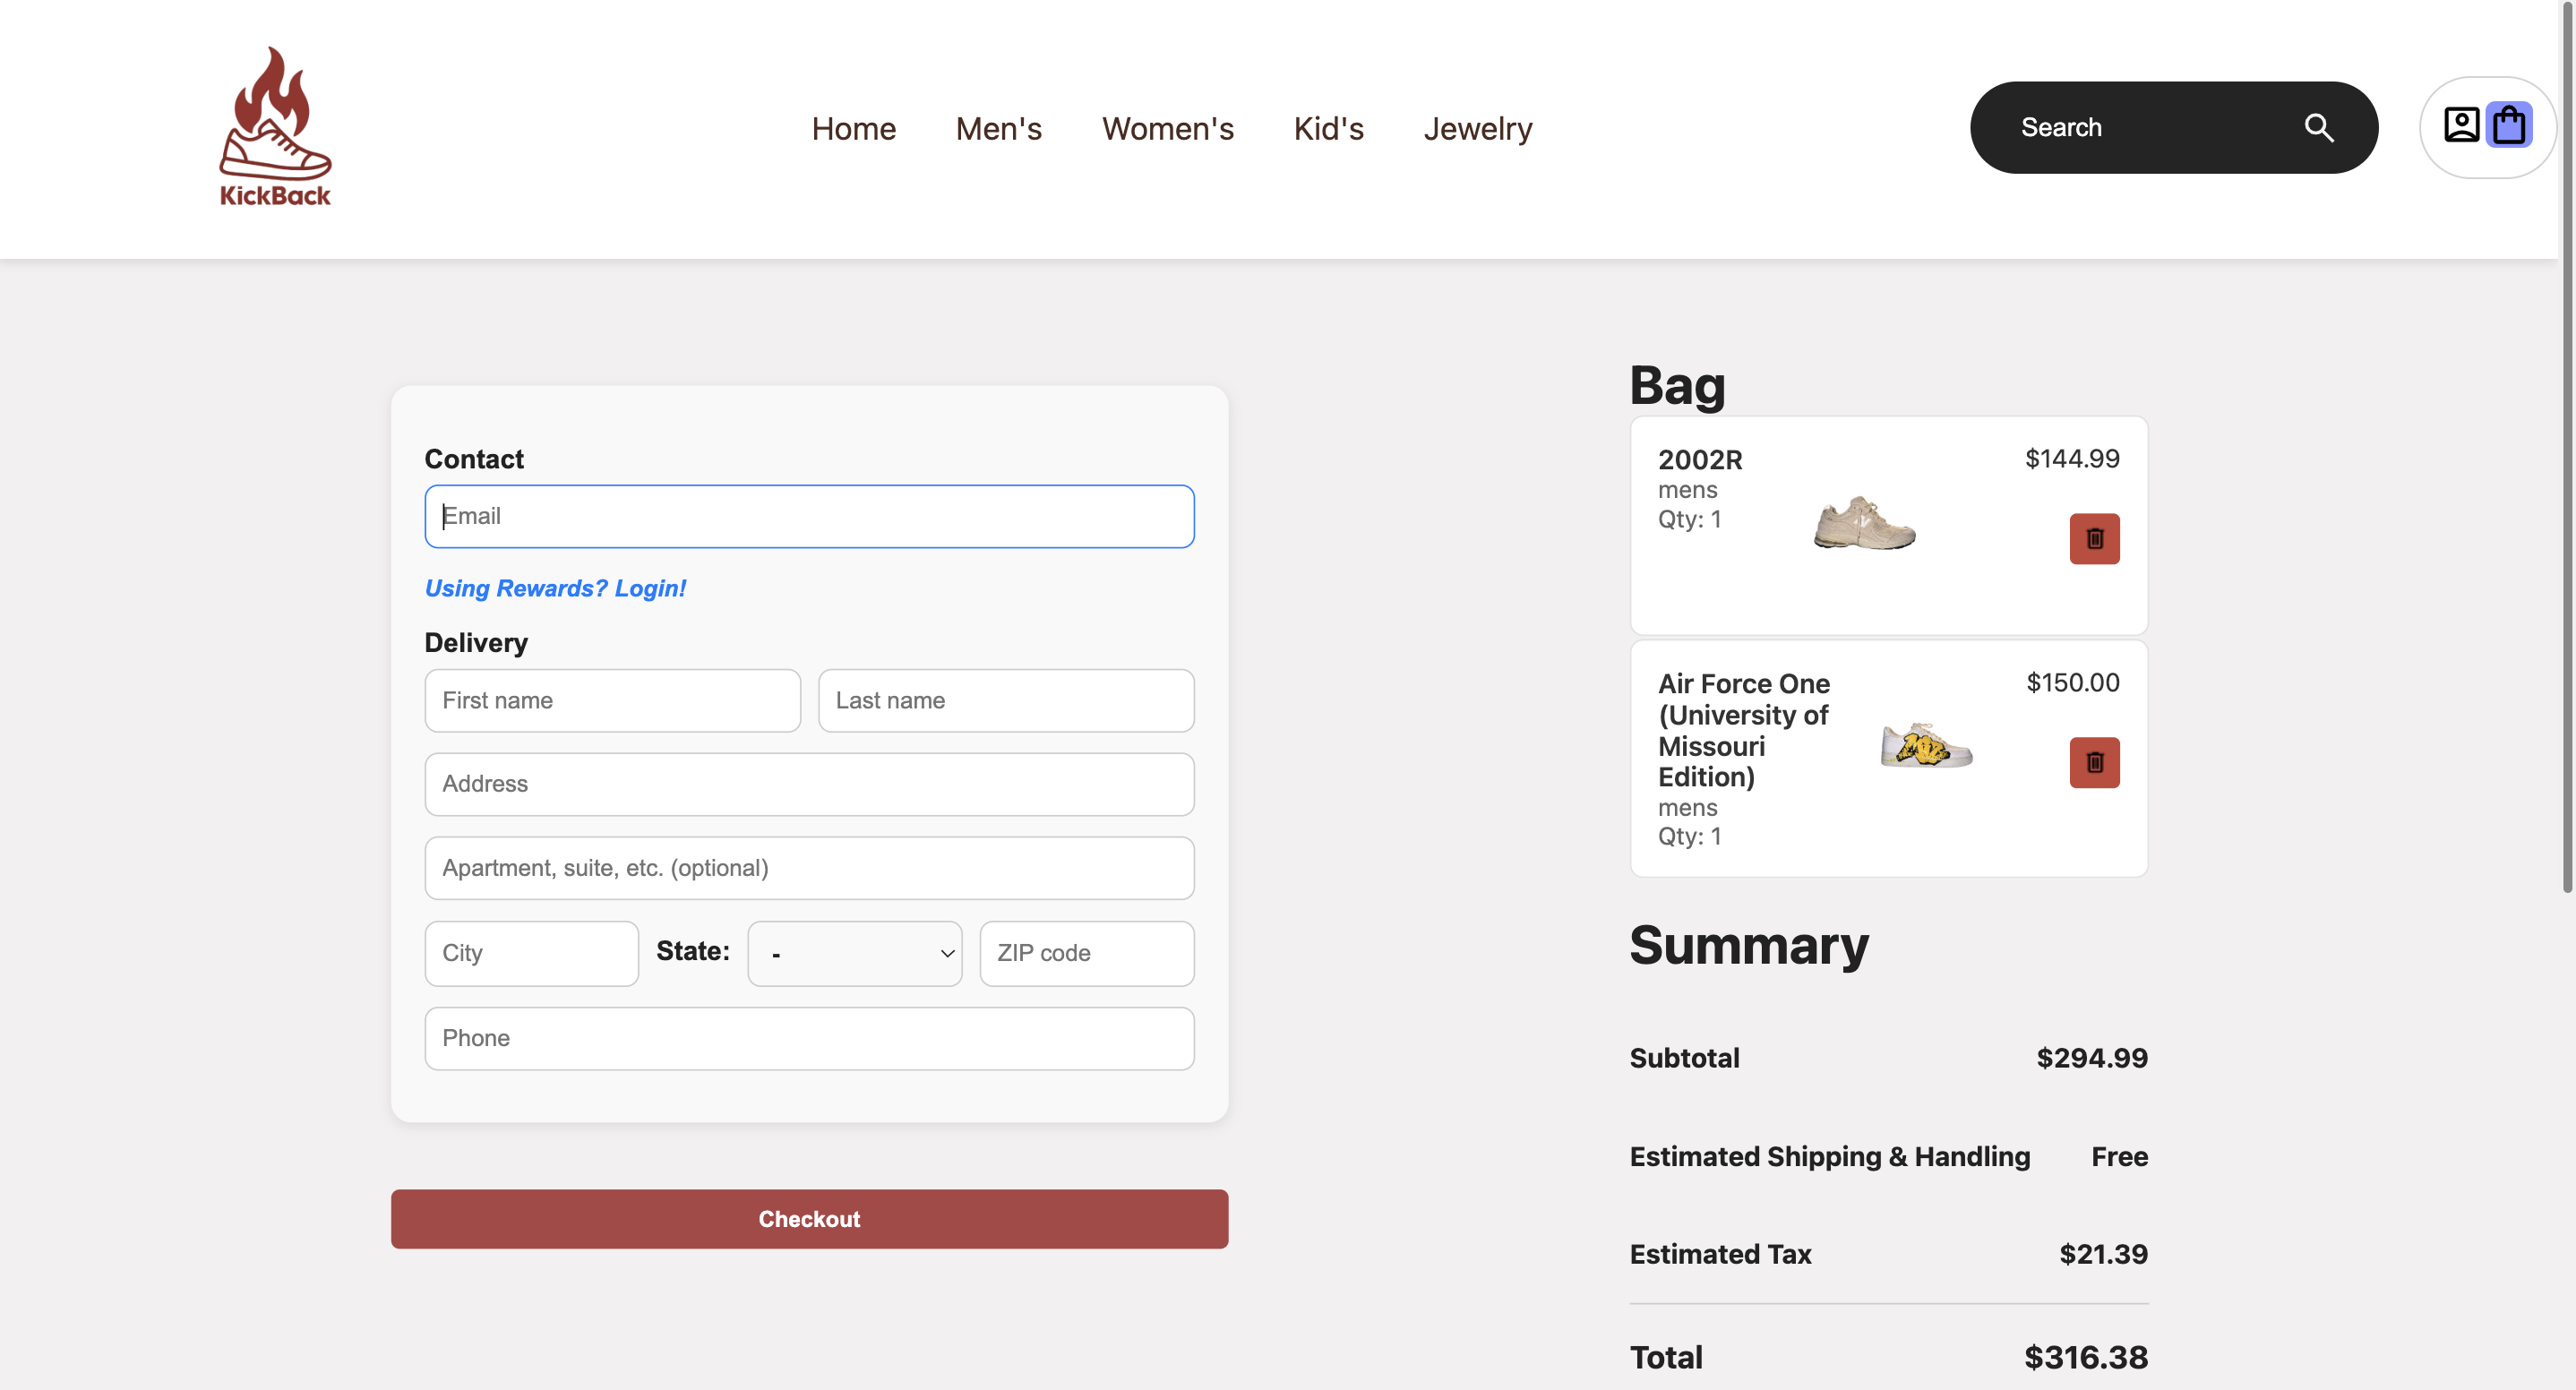 KickBack
Home
Men's
Women's
Kid's
Jewelry
Search
Contact
Email
Using Rewards? Login!
Delivery
First name
Last name
Address
Apartment, suite, etc. (optional)
City
State:
-
ZIP code
Phone
Checkout
Bag
2002R
$144.99
mens
Qty: 1
Air Force One
(University of
Missouri
Edition)
$150.00
mens
Qty: 1
Summary
Subtotal $294.99
Estimated Shipping & Handling Free
Estimated Tax $21.39
Total $316.38